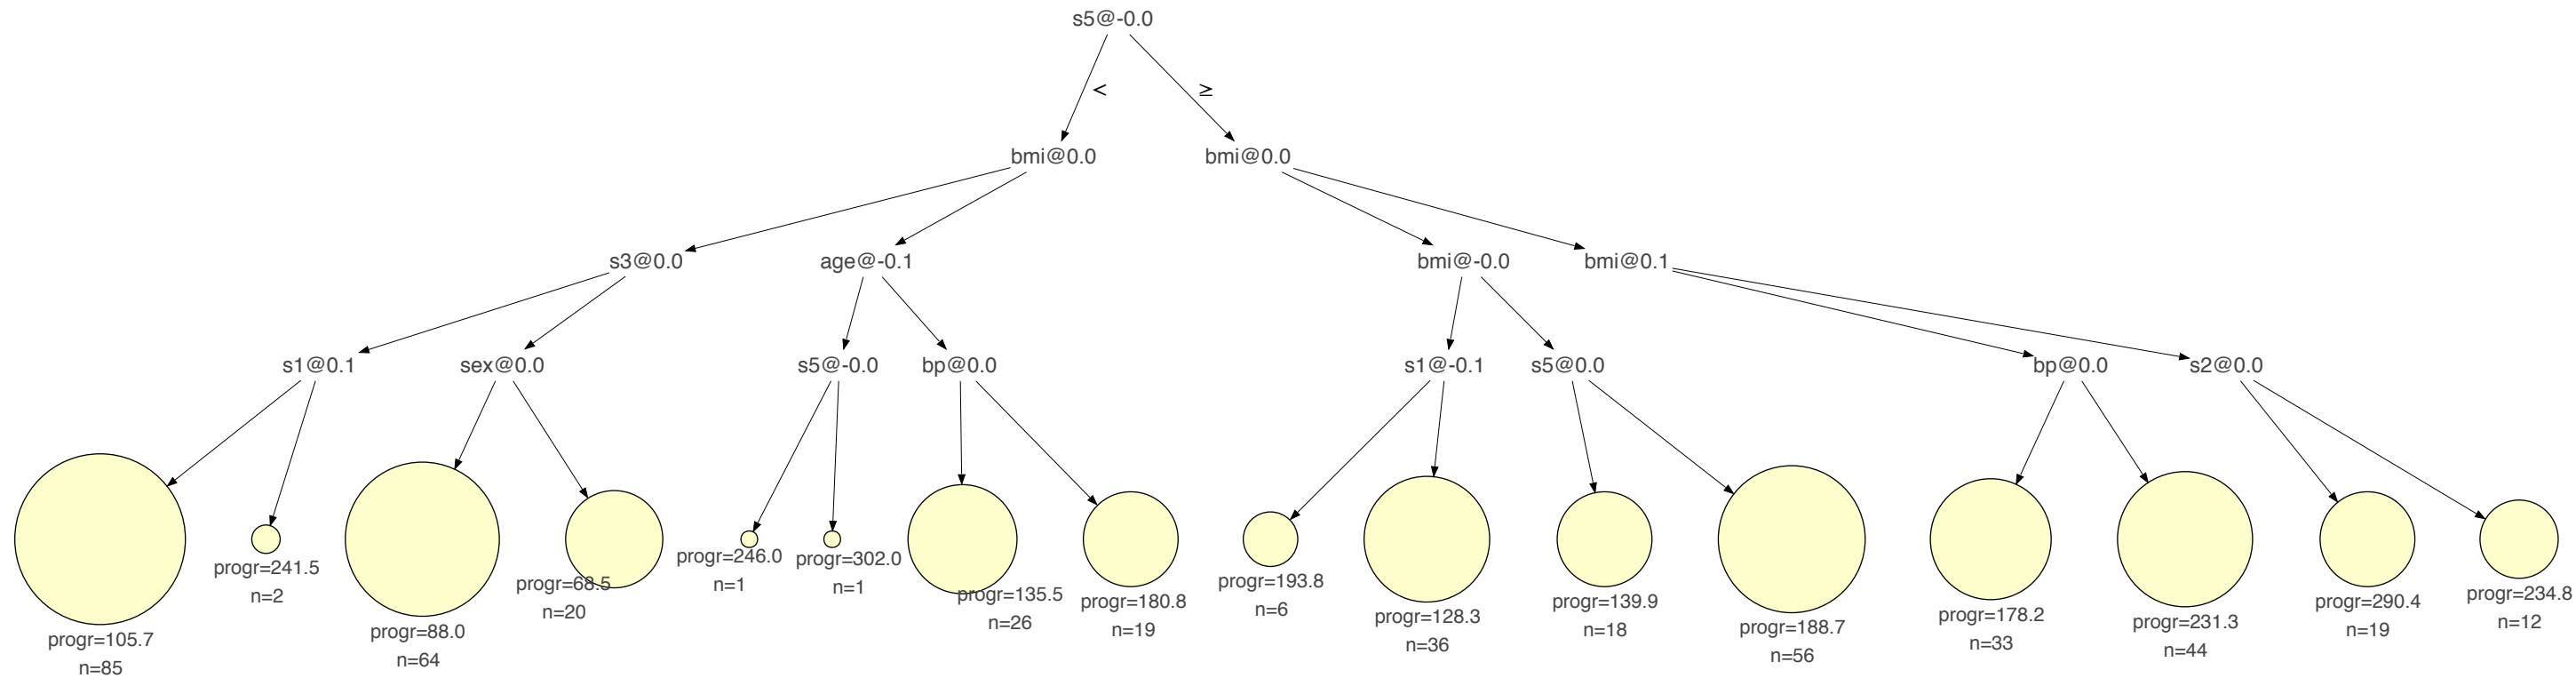 s5@-0.0
<
≥
bmi@0.0
bmi@0.0
s3@0.0
age@-0.1
bmi@-0.0
bmi@0.1
s1@0.1
sex@0.0
s5@-0.0
bp@0.0
s1@-0.1
s5@0.0
bp@0.0
s2@0.0
progr=105.7
n=85
progr=241.5
n=2
progr=88.0
n=64
progr=68.5
n=20
progr=246.0
n=1
progr=302.0
n=1
progr=135.5
n=26
progr=180.8
n=19
progr=193.8
n=6
progr=128.3
n=36
progr=139.9
n=18
progr=188.7
n=56
progr=178.2
n=33
progr=231.3
n=44
progr=290.4
n=19
progr=234.8
n=12